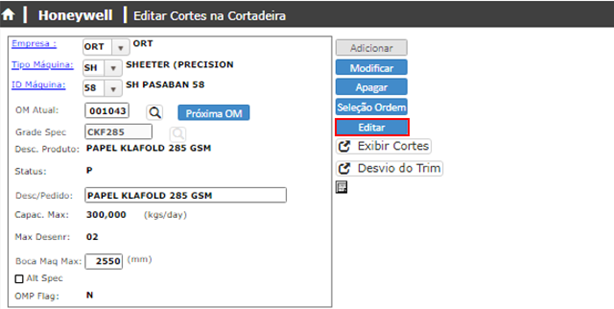 Honeywell | Editar Cortes na Cortadeira
Empresa : ORT ORT
Tipo Máquina: SH SHEETER (PRECISION
ID Máquina: 58 SH PASABAN 58
OM Atual: 001043 Próxima OM
Grade Spec CKF285
Desc. Produto: PAPEL KLAFOLD 285 GSM
Status: P
Desc/Pedido: PAPEL KLAFOLD 285 GSM
Capac. Max: 300,000 (kgs/day)
Max Desenr: 02
Boca Maq Max: 2550 (mm)
Alt Spec
OMP Flag: N
Adicionar
Modificar
Apagar
Seleção Ordem
Editar
Exibir Cortes
Desvio do Trim